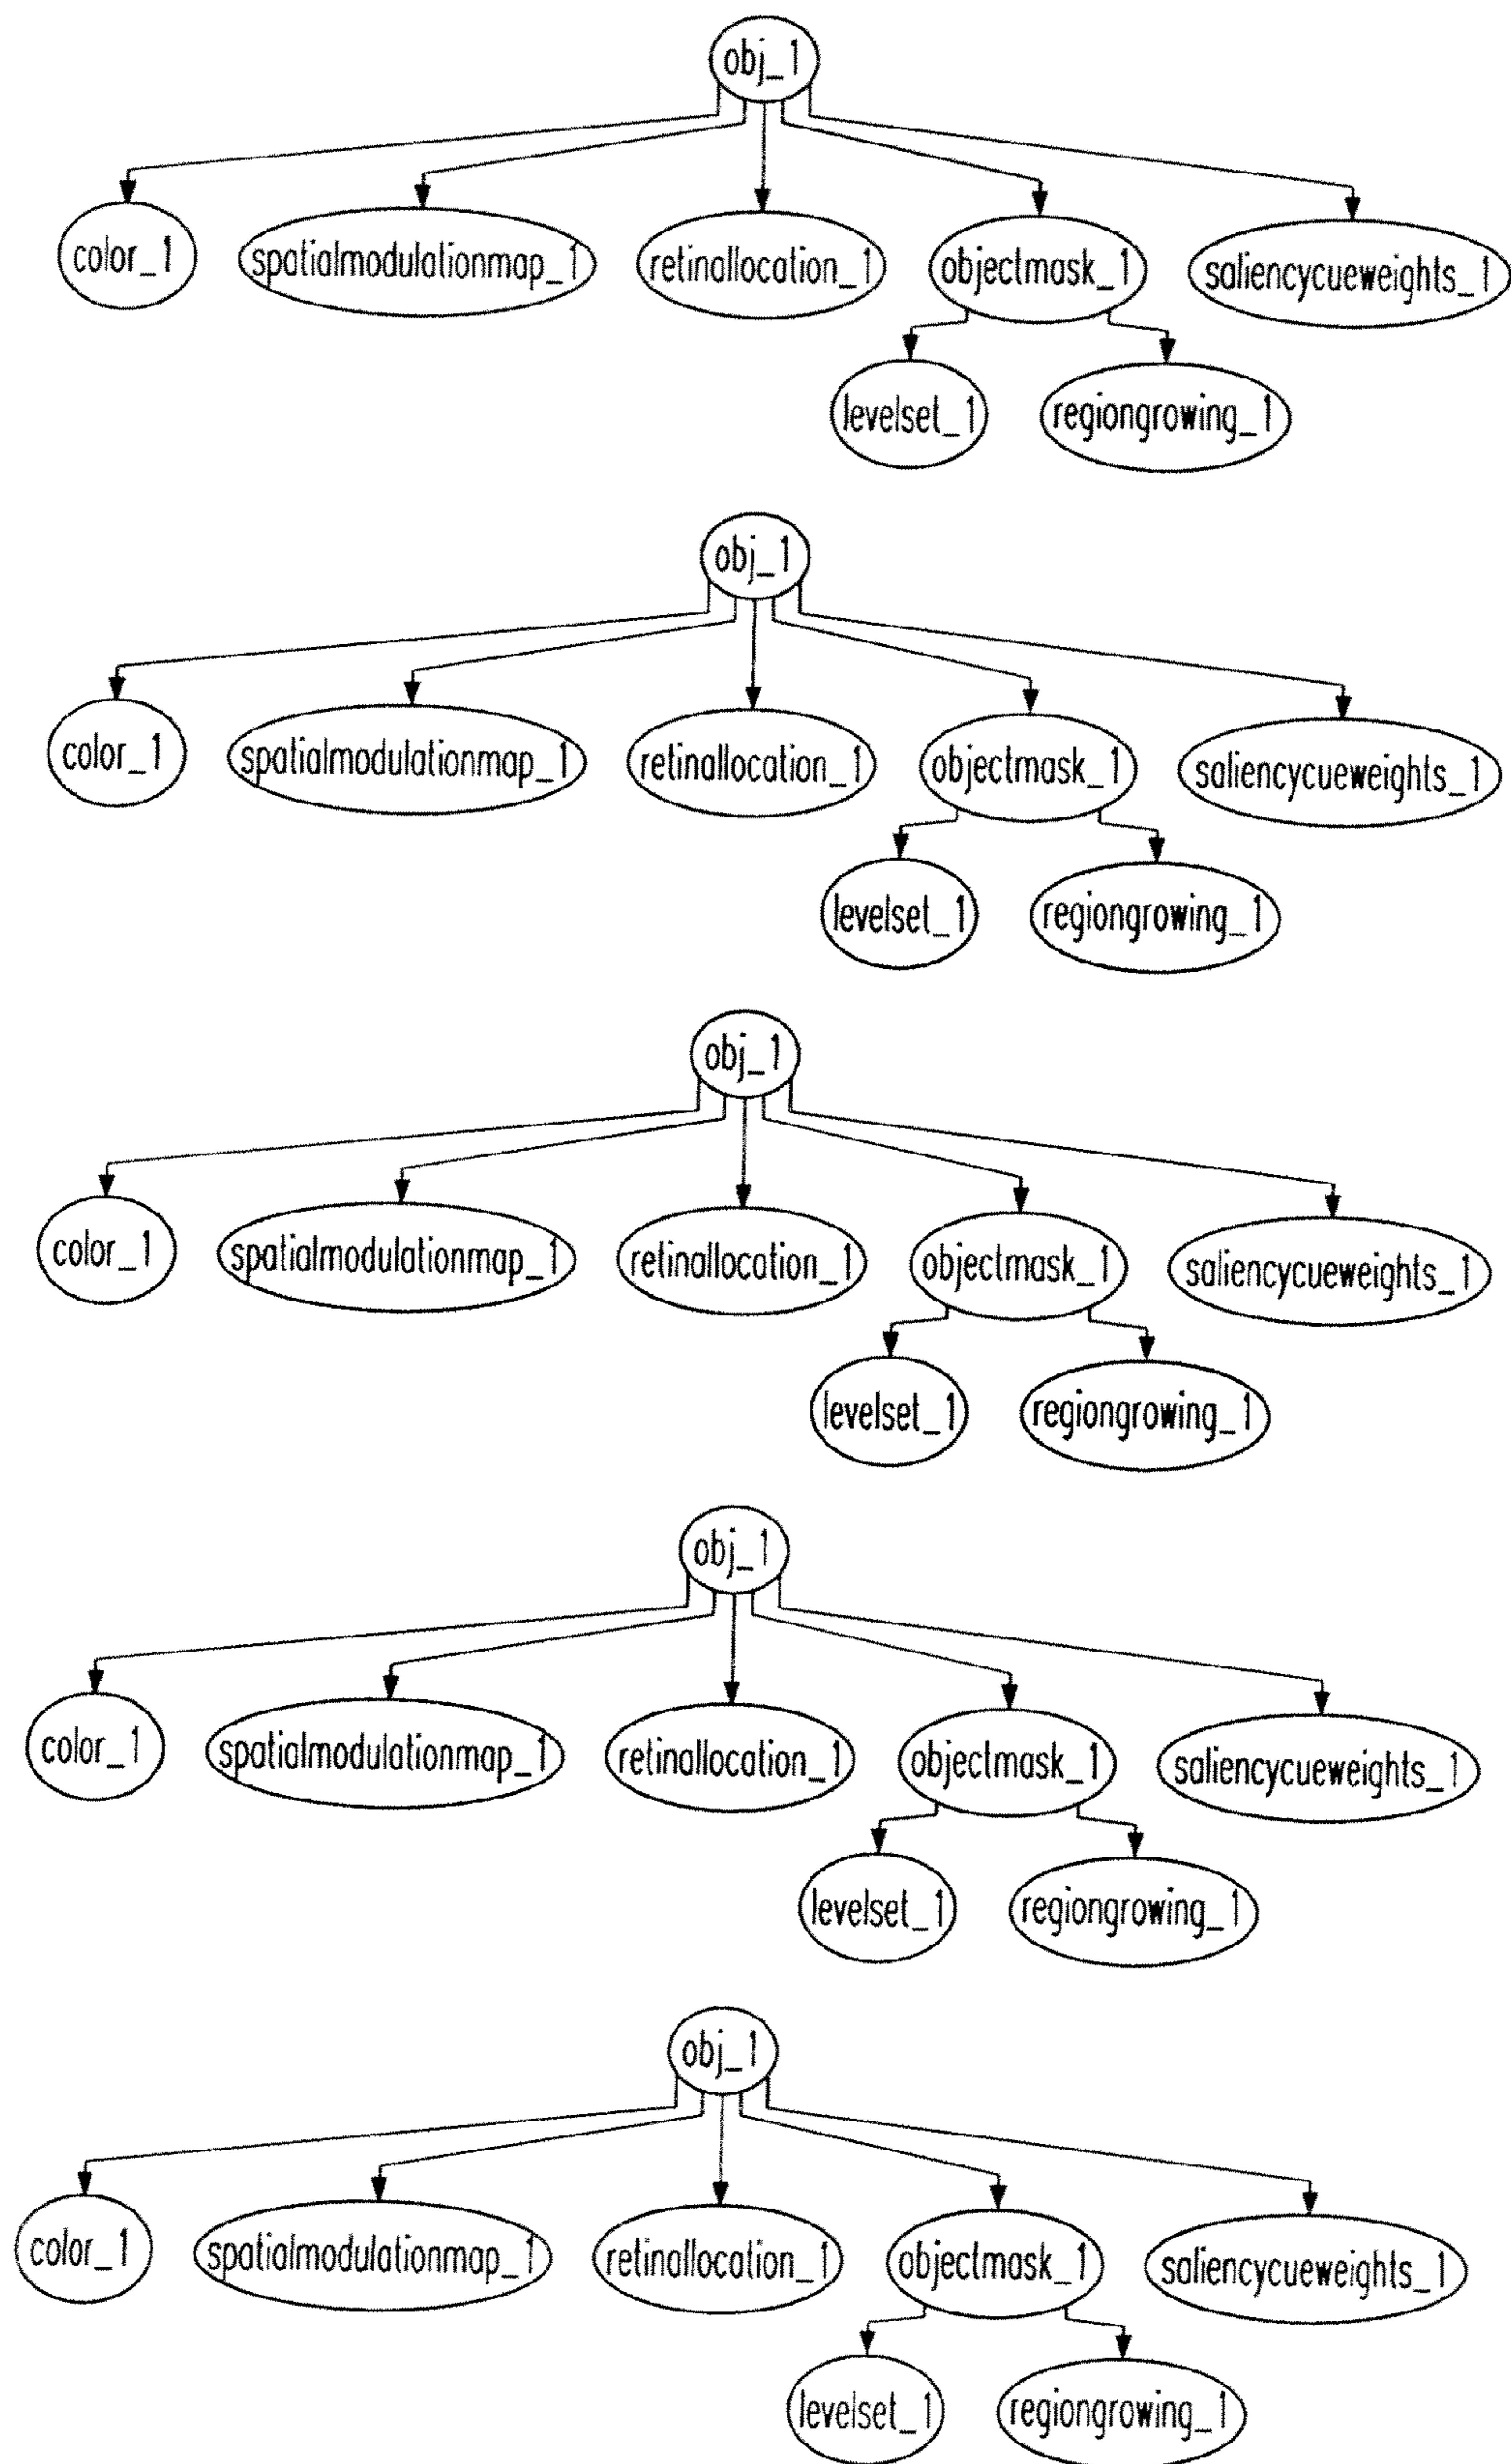 obj_1
color_1 spatialmodulationmap_1 retinallocation_1 objectmask_1 saliencycueweights_1
levelset_1 regiongrowing_1
obj_1
color_1 spatialmodulationmap_1 retinallocation_1 objectmask_1 saliencycueweights_1
levelset_1 regiongrowing_1
obj_1
color_1 spatialmodulationmap_1 retinallocation_1 objectmask_1 saliencycueweights_1
levelset_1 regiongrowing_1
obj_1
color_1 spatialmodulationmap_1 retinallocation_1 objectmask_1 saliencycueweights_1
levelset_1 regiongrowing_1
obj_1
color_1 spatialmodulationmap_1 retinallocation_1 objectmask_1 saliencycueweights_1
levelset_1 regiongrowing_1